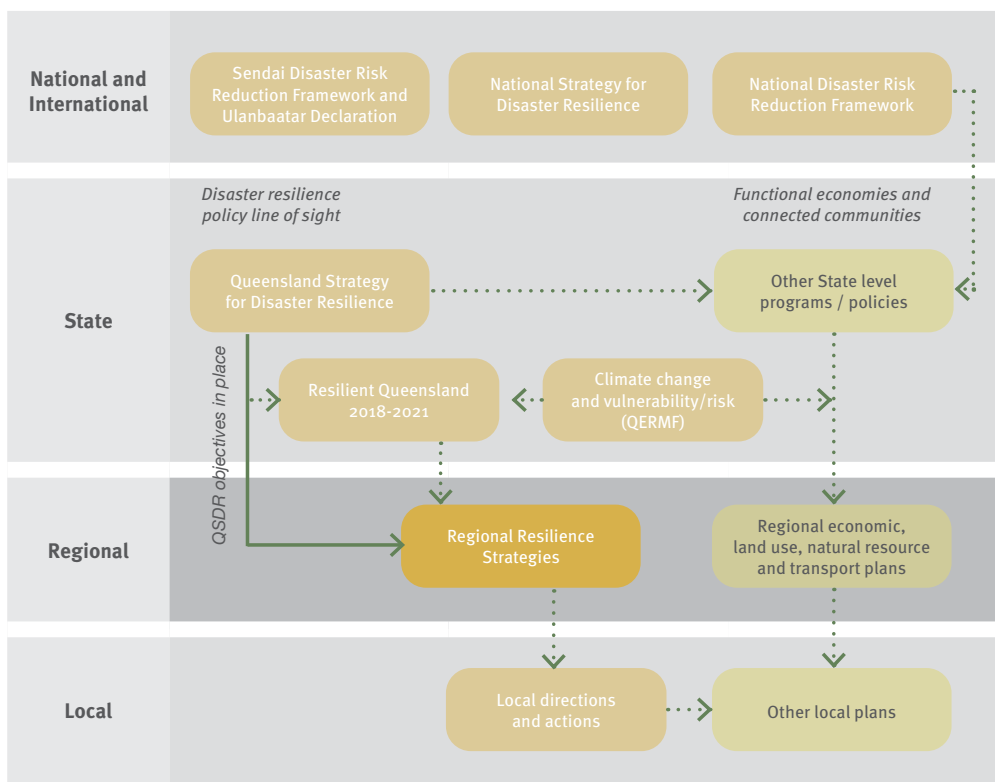 National and
International
Sendai Disaster Risk
Reduction Framework and
Ulanbaatar Declaration
National Strategy for
Disaster Resilience
National Disaster Risk
Reduction Framework
State
Disaster resilience
policy line of sight
Functional economies and
connected communities
Queensland Strategy
for Disaster Resilience
Other State level
programs / policies
QSDR objectives in place
Resilient Queensland
2018-2021
Climate change
and vulnerability/risk
(QERMF)
Regional
Regional Resilience
Strategies
Regional economic,
land use, natural resource
and transport plans
Local
Local directions
and actions
Other local plans